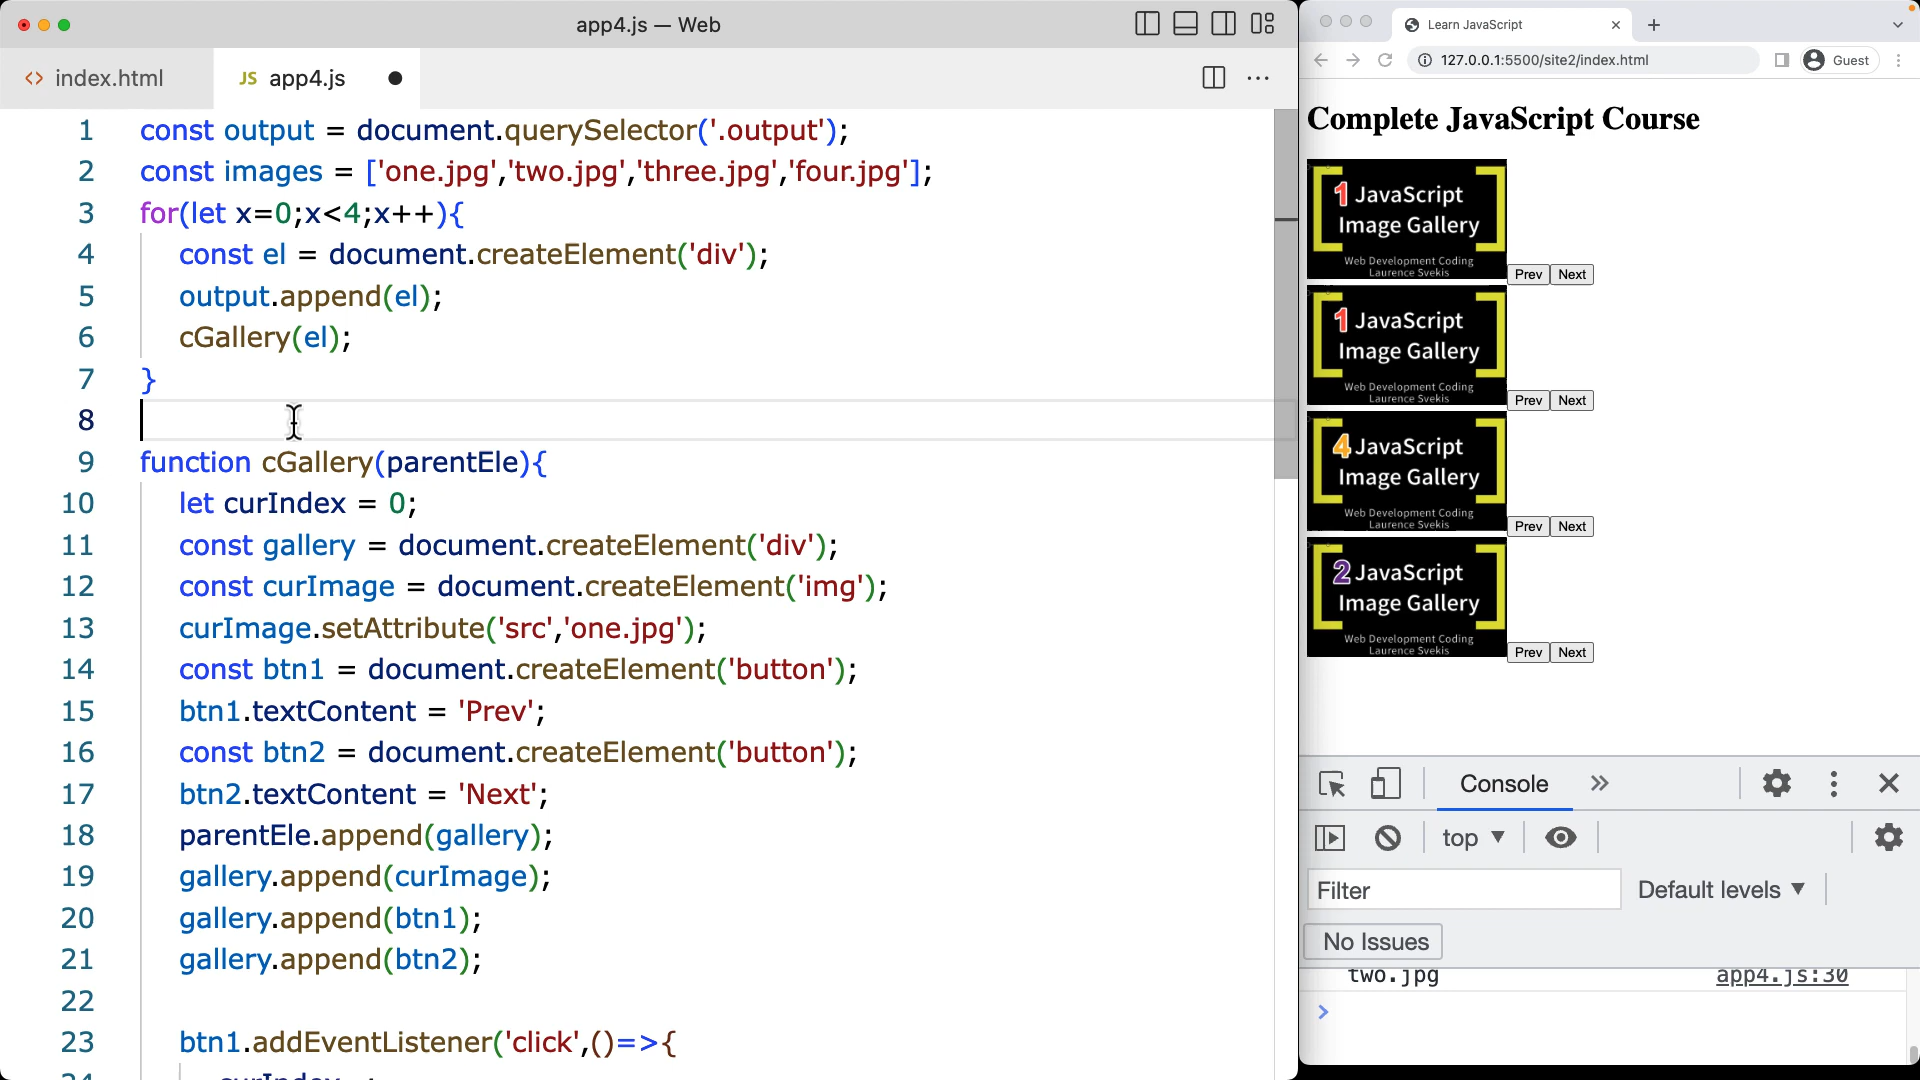 app4.js — Web
<> index.html
JS app4.js
1 const output = document.querySelector('.output');
2 const images = ['one.jpg','two.jpg','three.jpg','four.jpg'];
3 for(let x=0;x<4;x++){
4 const el = document.createElement('div');
5 output.append(el);
6 cGallery(el);
7 }
8
9 function cGallery(parentEle){
10 let curIndex = 0;
11 const gallery = document.createElement('div');
12 const curImage = document.createElement('img');
13 curImage.setAttribute('src','one.jpg');
14 const btn1 = document.createElement('button');
15 btn1.textContent = 'Prev';
16 const btn2 = document.createElement('button');
17 btn2.textContent = 'Next';
18 parentEle.append(gallery);
19 gallery.append(curImage);
20 gallery.append(btn1);
21 gallery.append(btn2);
22
23 btn1.addEventListener('click',()=>{
Learn JavaScript
127.0.0.1:5500/site2/index.html
Guest
Complete JavaScript Course
1 JavaScript
Image Gallery
Web Development Coding
Laurence Svekis
Prev Next
1 JavaScript
Image Gallery
Web Development Coding
Laurence Svekis
Prev Next
4 JavaScript
Image Gallery
Web Development Coding
Laurence Svekis
Prev Next
2 JavaScript
Image Gallery
Web Development Coding
Laurence Svekis
Prev Next
Console
top
Filter
Default levels
No Issues
two.jpg app4.js:30